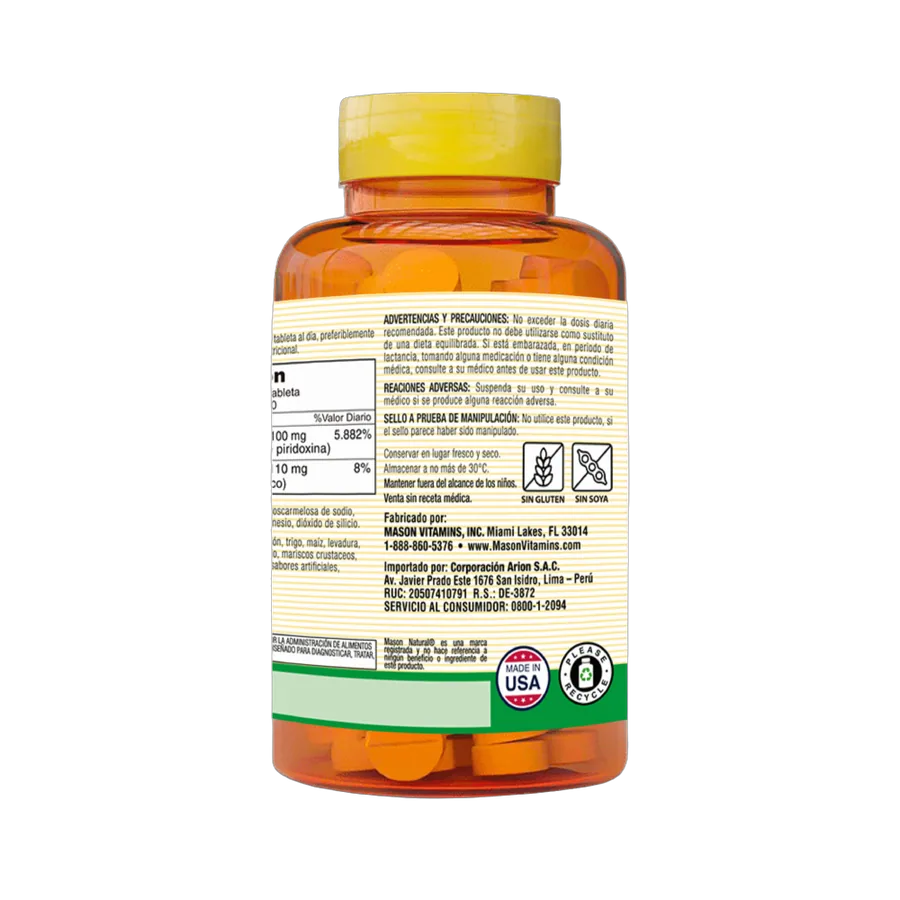 tableta al día, preferiblemente
tricional.
on
tableta
0
%Valor Diario
100 mg 5.882%
piridoxina)
10 mg 8%
co)
oscarmelosa de sodio,
nesio, dióxido de silicio.
ón, trigo, maíz, levadura,
o, mariscos crustaceos,
sabores artificiales,
R LA ADMINISTRACIÓN DE ALIMENTOS
ISEÑADO PARA DIAGNOSTICAR, TRATAR,
ADVERTENCIAS Y PRECAUCIONES: No exceder la dosis diaria
recomendada. Este producto no debe utilizarse como sustituto
de una dieta equilibrada. Si está embarazada, en periodo de
lactancia, tomando alguna medicación o tiene alguna condición
médica, consulte a su médico antes de usar este producto.
REACIONES ADVERSAS: Suspenda su uso y consulte a su
médico si se produce alguna reacción adversa.
SELLO A PRUEBA DE MANIPULACIÓN: No utilice este producto, si
el sello parece haber sido manipulado.
Conservar en lugar fresco y seco.
Almacenar a no más de 30°C.
Mantener fuera del alcance de los niños.
Venta sin receta médica.
SIN GLUTEN SIN SOYA
Fabricado por:
MASON VITAMINS, INC. Miami Lakes, FL 33014
1-888-860-5376 • www.MasonVitamins.com
Importado por: Corporación Arion S.A.C.
Av. Javier Prado Este 1676 San Isidro, Lima – Perú
RUC: 20507410791 R.S.: DE-3872
SERVICIO AL CONSUMIDOR: 0800-1-2094
Mason Natural® es una marca
registrada y no hace referencia a
ningún beneficio o ingrediente de
este producto.
MADE IN
USA
PLEASE
RECYCLE